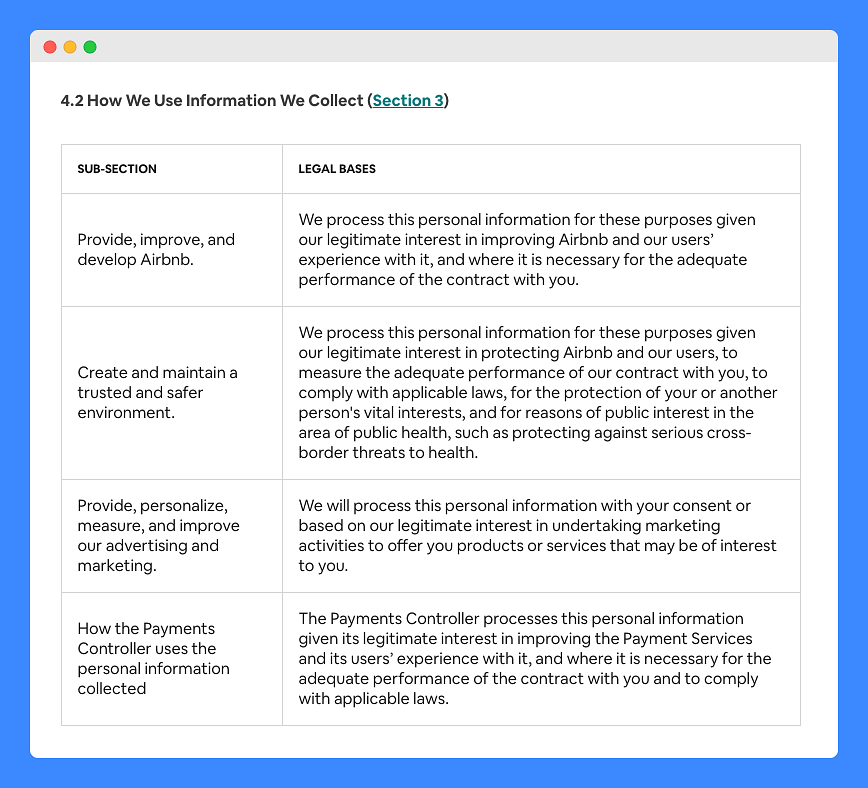 4.2 How We Use Information We Collect (Section 3)
SUB-SECTION
LEGAL BASES
Provide, improve, and
develop Airbnb.
We process this personal information for these purposes given
our legitimate interest in improving Airbnb and our users’
experience with it, and where it is necessary for the adequate
performance of the contract with you.
Create and maintain a
trusted and safer
environment.
We process this personal information for these purposes given
our legitimate interest in protecting Airbnb and our users, to
measure the adequate performance of our contract with you, to
comply with applicable laws, for the protection of your or another
person's vital interests, and for reasons of public interest in the
area of public health, such as protecting against serious cross-
border threats to health.
Provide, personalize,
measure, and improve
our advertising and
marketing.
We will process this personal information with your consent or
based on our legitimate interest in undertaking marketing
activities to offer you products or services that may be of interest
to you.
How the Payments
Controller uses the
personal information
collected
The Payments Controller processes this personal information
given its legitimate interest in improving the Payment Services
and its users’ experience with it, and where it is necessary for the
adequate performance of the contract with you and to comply
with applicable laws.